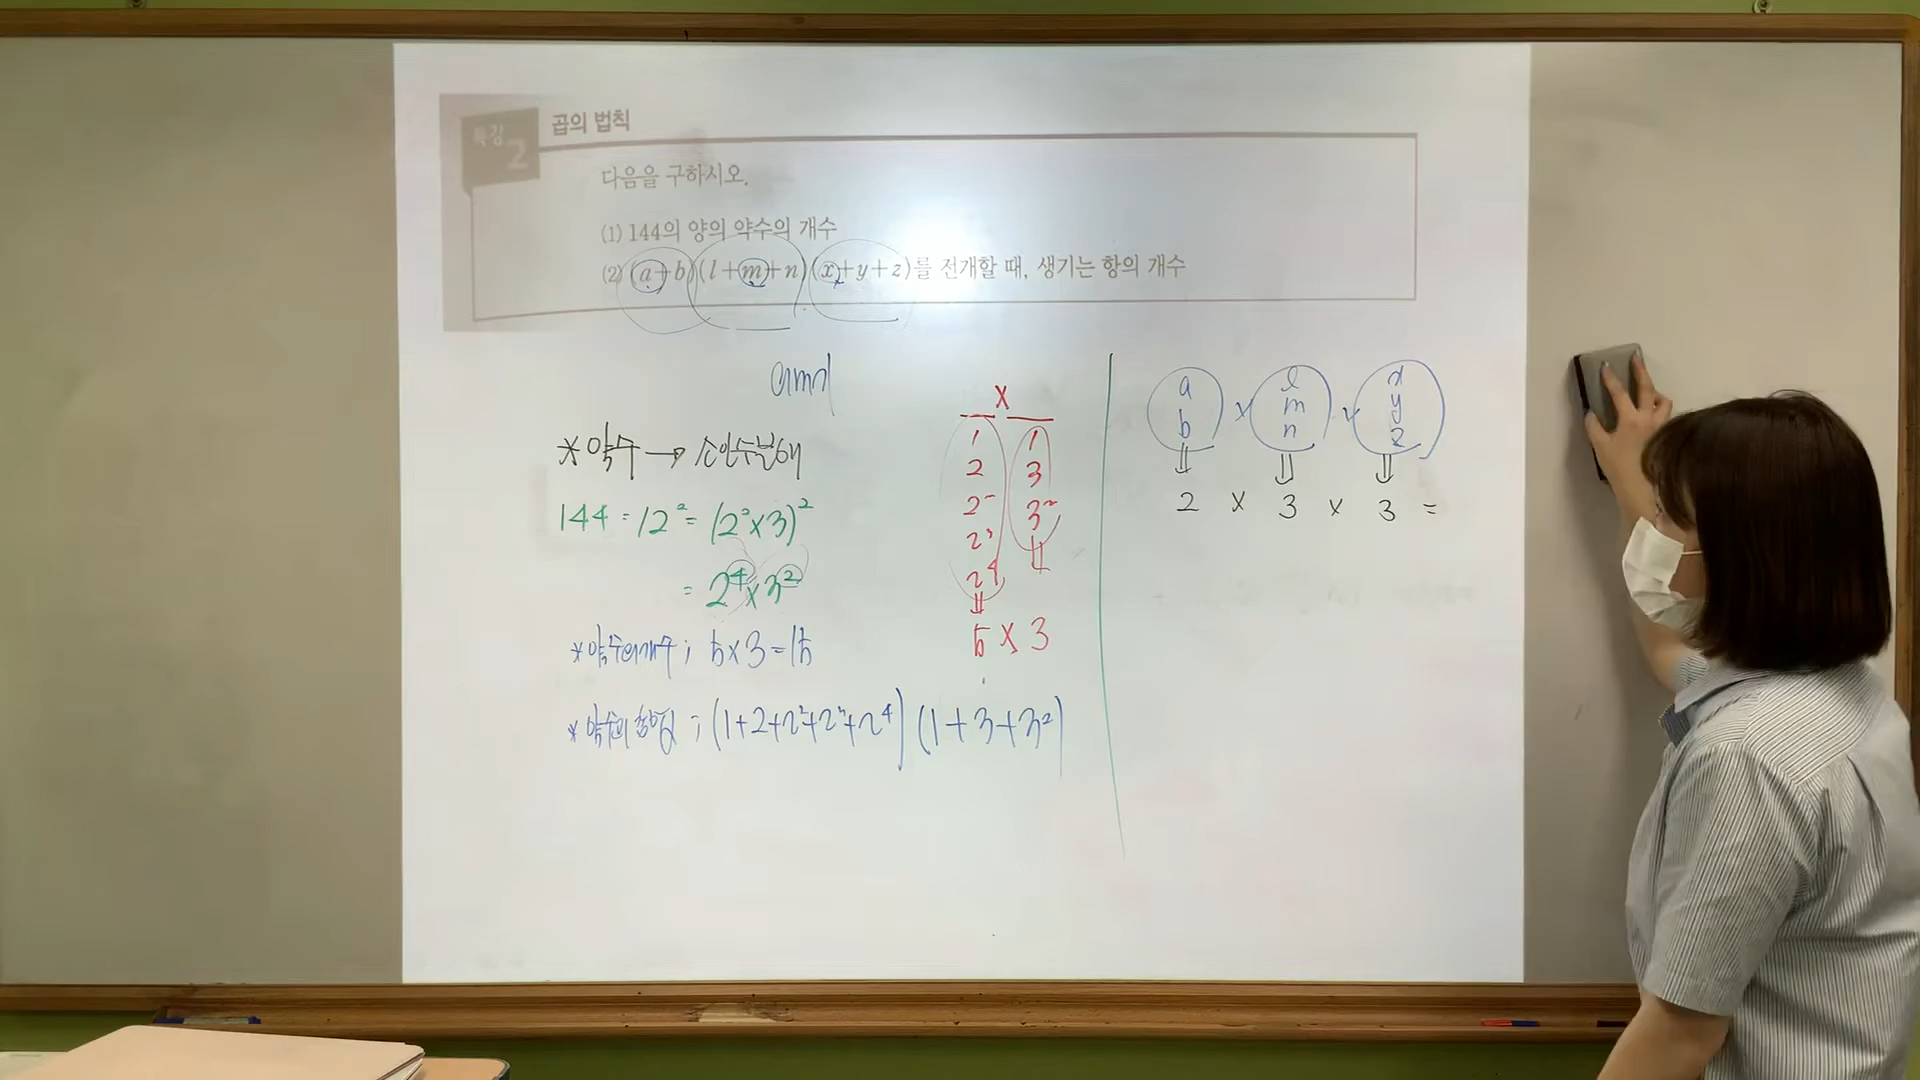 특강 2 곱의 법칙
다음을 구하시오.
(1) 144의 양의 약수의 개수
(2) (a+b)(l+m+n)(x+y+z)를 전개할 때, 생기는 항의 개수
*약수 → 소인수분해
144 = 12² = (2²×3)²
= 2⁴×3²
*약수의개수 ; 5×3=15
*약수의 총합 ; (1+2+2²+2³+2⁴)(1+3+3²)
×
1 1
2 3
2² 3²
2³
2⁴
5 × 3
a l x
b m y
n z
× ×
2 × 3 × 3 =